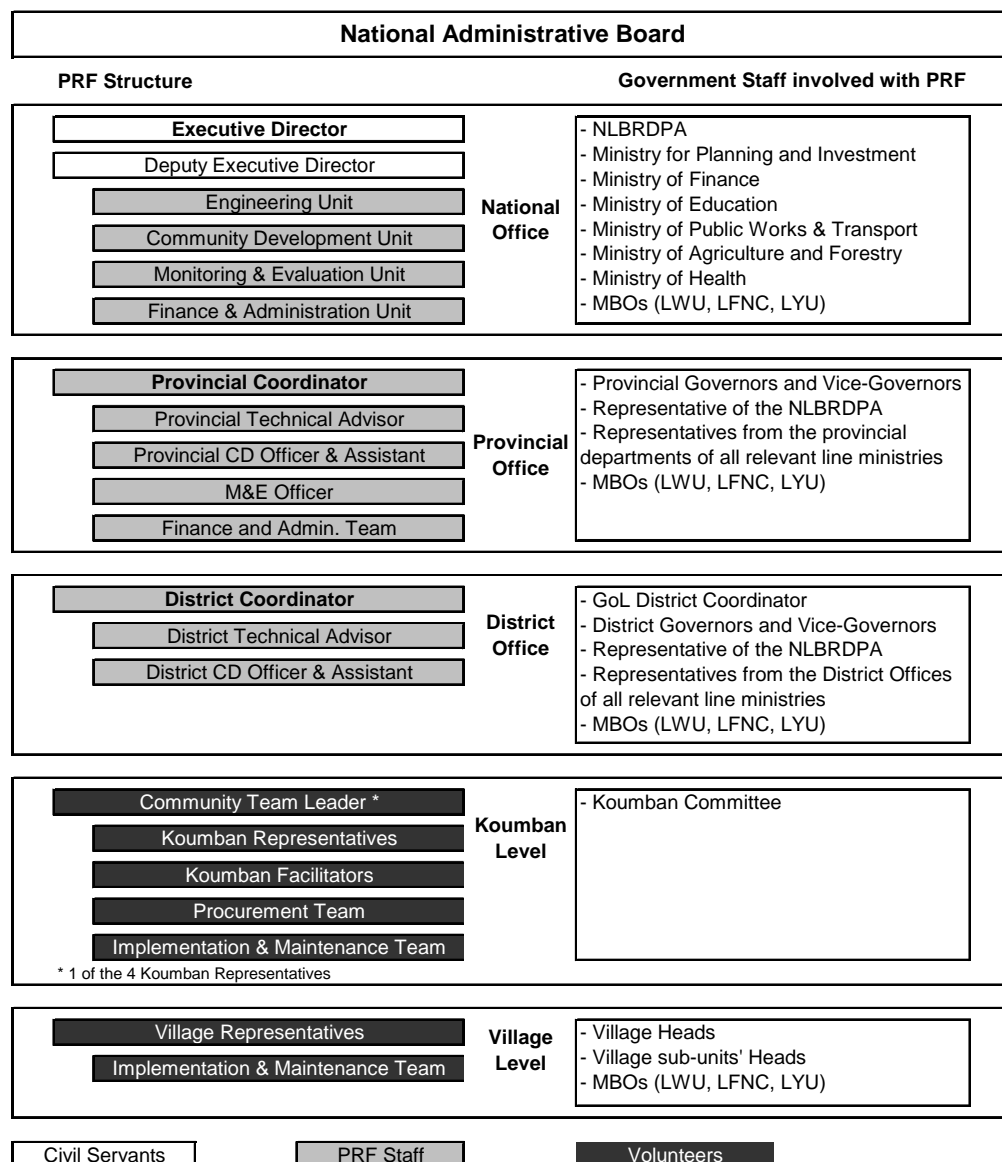 National Administrative Board
PRF Structure
Government Staff involved with PRF
Executive Director
Deputy Executive Director
Engineering Unit
Community Development Unit
Monitoring & Evaluation Unit
Finance & Administration Unit
National
Office
- NLBRDPA
- Ministry for Planning and Investment
- Ministry of Finance
- Ministry of Education
- Ministry of Public Works & Transport
- Ministry of Agriculture and Forestry
- Ministry of Health
- MBOs (LWU, LFNC, LYU)
Provincial Coordinator
Provincial Technical Advisor
Provincial CD Officer & Assistant
M&E Officer
Finance and Admin. Team
Provincial
Office
- Provincial Governors and Vice-Governors
- Representative of the NLBRDPA
- Representatives from the provincial
departments of all relevant line ministries
- MBOs (LWU, LFNC, LYU)
District Coordinator
District Technical Advisor
District CD Officer & Assistant
District
Office
- GoL District Coordinator
- District Governors and Vice-Governors
- Representative of the NLBRDPA
- Representatives from the District Offices
of all relevant line ministries
- MBOs (LWU, LFNC, LYU)
Community Team Leader *
Koumban Representatives
Koumban Facilitators
Procurement Team
Implementation & Maintenance Team
* 1 of the 4 Koumban Representatives
Koumban
Level
- Koumban Committee
Village Representatives
Implementation & Maintenance Team
Village
Level
- Village Heads
- Village sub-units' Heads
- MBOs (LWU, LFNC, LYU)
Civil Servants
PRF Staff
Volunteers